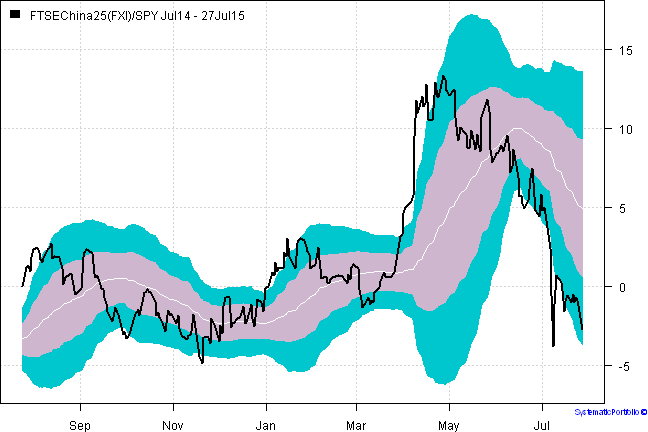 FTSEChina25(FXI)/SPY Jul14 - 27Jul15
15
10
5
0
-5
Sep Nov Jan Mar May Jul
SystematicPortfolio ©